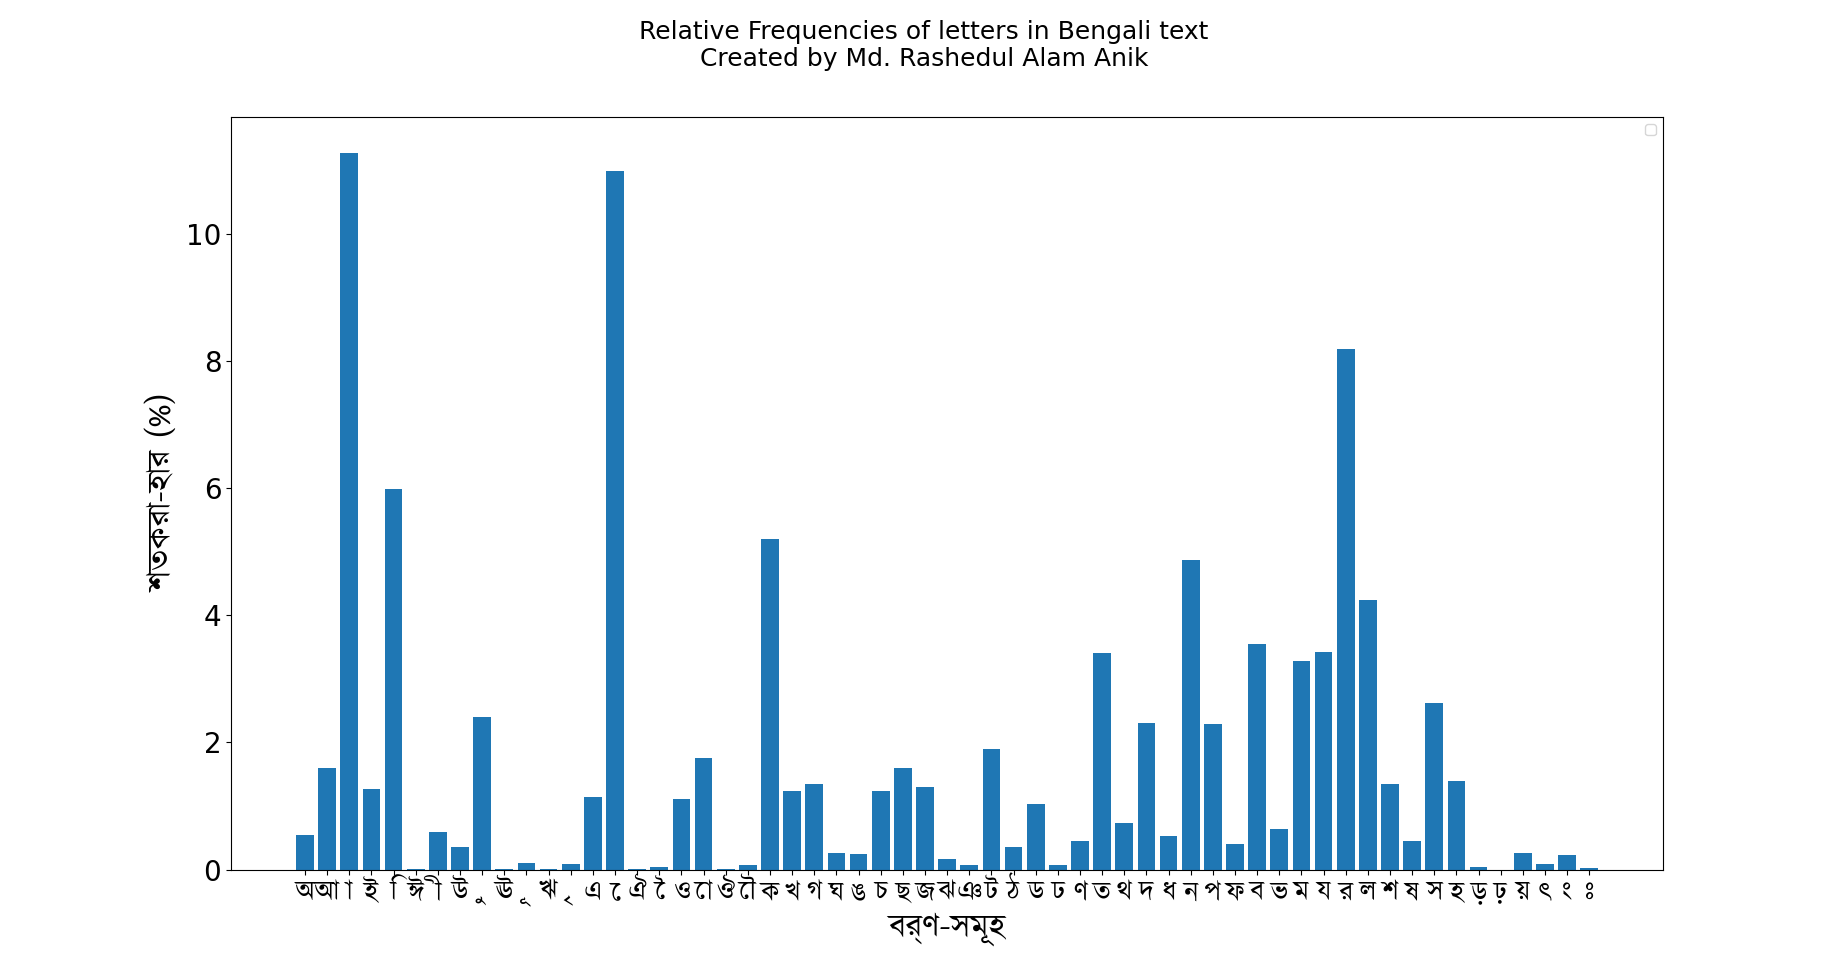 Relative Frequencies of letters in Bengali text
Created by Md. Rashedul Alam Anik
10
8
6
4
2
0
শতকরা-হার (%)
অ আ া ই ি ঈ ী উ ু ঊ ূ ঋ ৃ এ ে ঐ ৈ ও ো ঔ ৌ ক খ গ ঘ ঙ চ ছ জ ঝ ঞ ট ঠ ড ঢ ণ ত থ দ ধ ন প ফ ব ভ ম য র ল শ ষ স হ ড় ঢ় য় ৎ ং ঃ
বর্‌ণ-সমূহ